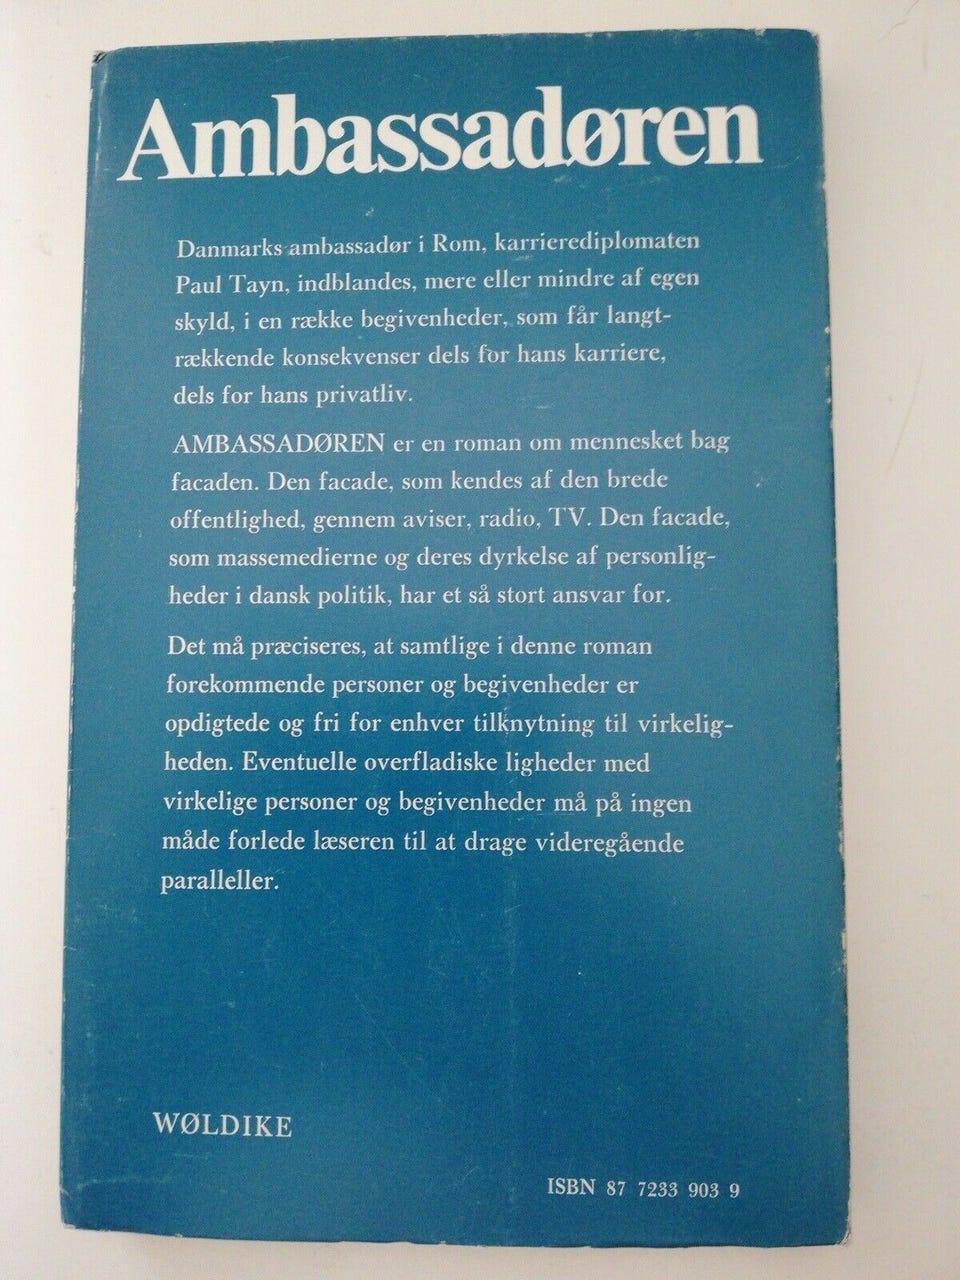 Ambassadøren
Danmarks ambassadør i Rom, karrierediplomaten
Paul Tayn, indblandes, mere eller mindre af egen
skyld, i en række begivenheder, som får langt-
rækkende konsekvenser dels for hans karriere,
dels for hans privatliv.
AMBASSADØREN er en roman om mennesket bag
facaden. Den facade, som kendes af den brede
offentlighed, gennem aviser, radio, TV. Den facade,
som massemedierne og deres dyrkelse af personlig-
heder i dansk politik, har et så stort ansvar for.
Det må præciseres, at samtlige i denne roman
forekommende personer og begivenheder er
opdigtede og fri for enhver tilknytning til virkelig-
heden. Eventuelle overfladiske ligheder med
virkelige personer og begivenheder må på ingen
måde forlede læseren til at drage videregående
paralleller.
WØLDIKE
ISBN 87 7233 903 9